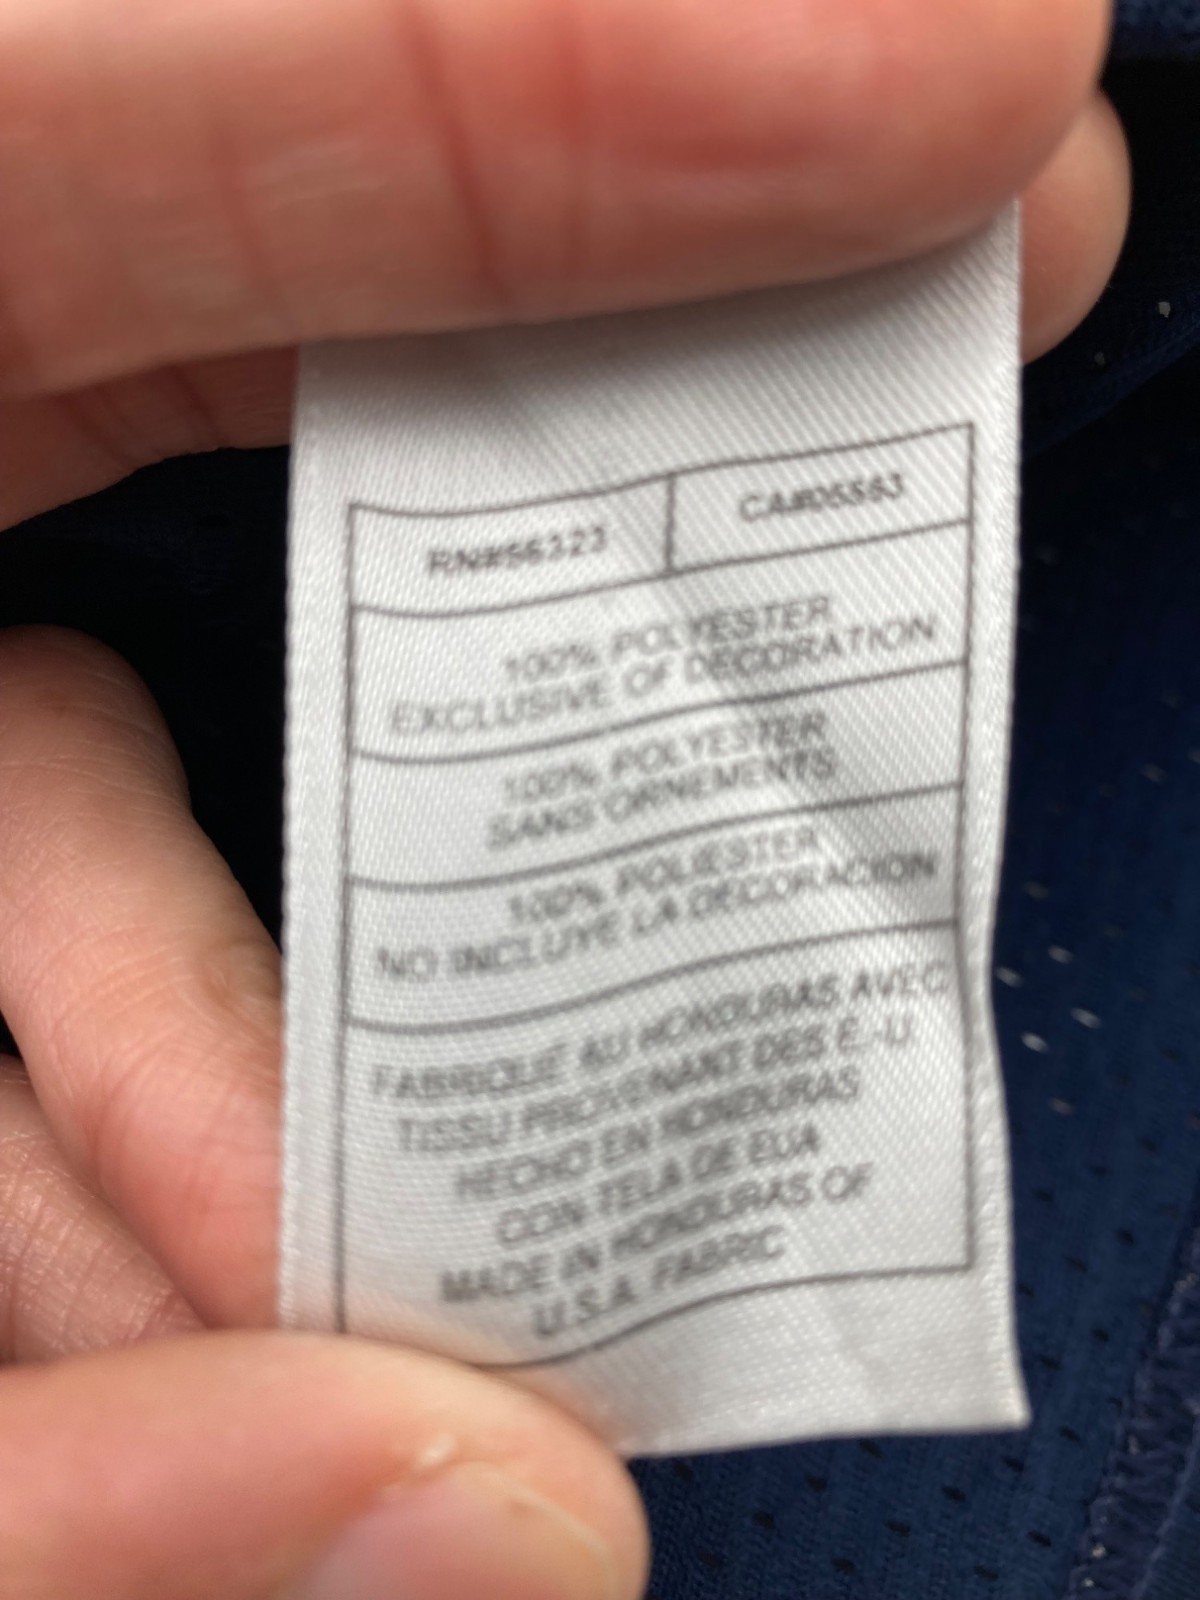 RN#56323 CA#05553
100% POLYESTER
EXCLUSIVE OF DECORATION
100% POLYESTER
SANS ORNEMENTS
100% POLIESTER
NO INCLUYE LA DECORACION
FABRIQUE AU HONDURAS AVEC
TISSU PROVENANT DES É.-U.
HECHO EN HONDURAS
CON TELA DE EUA
MADE IN HONDURAS OF
U.S.A. FABRIC